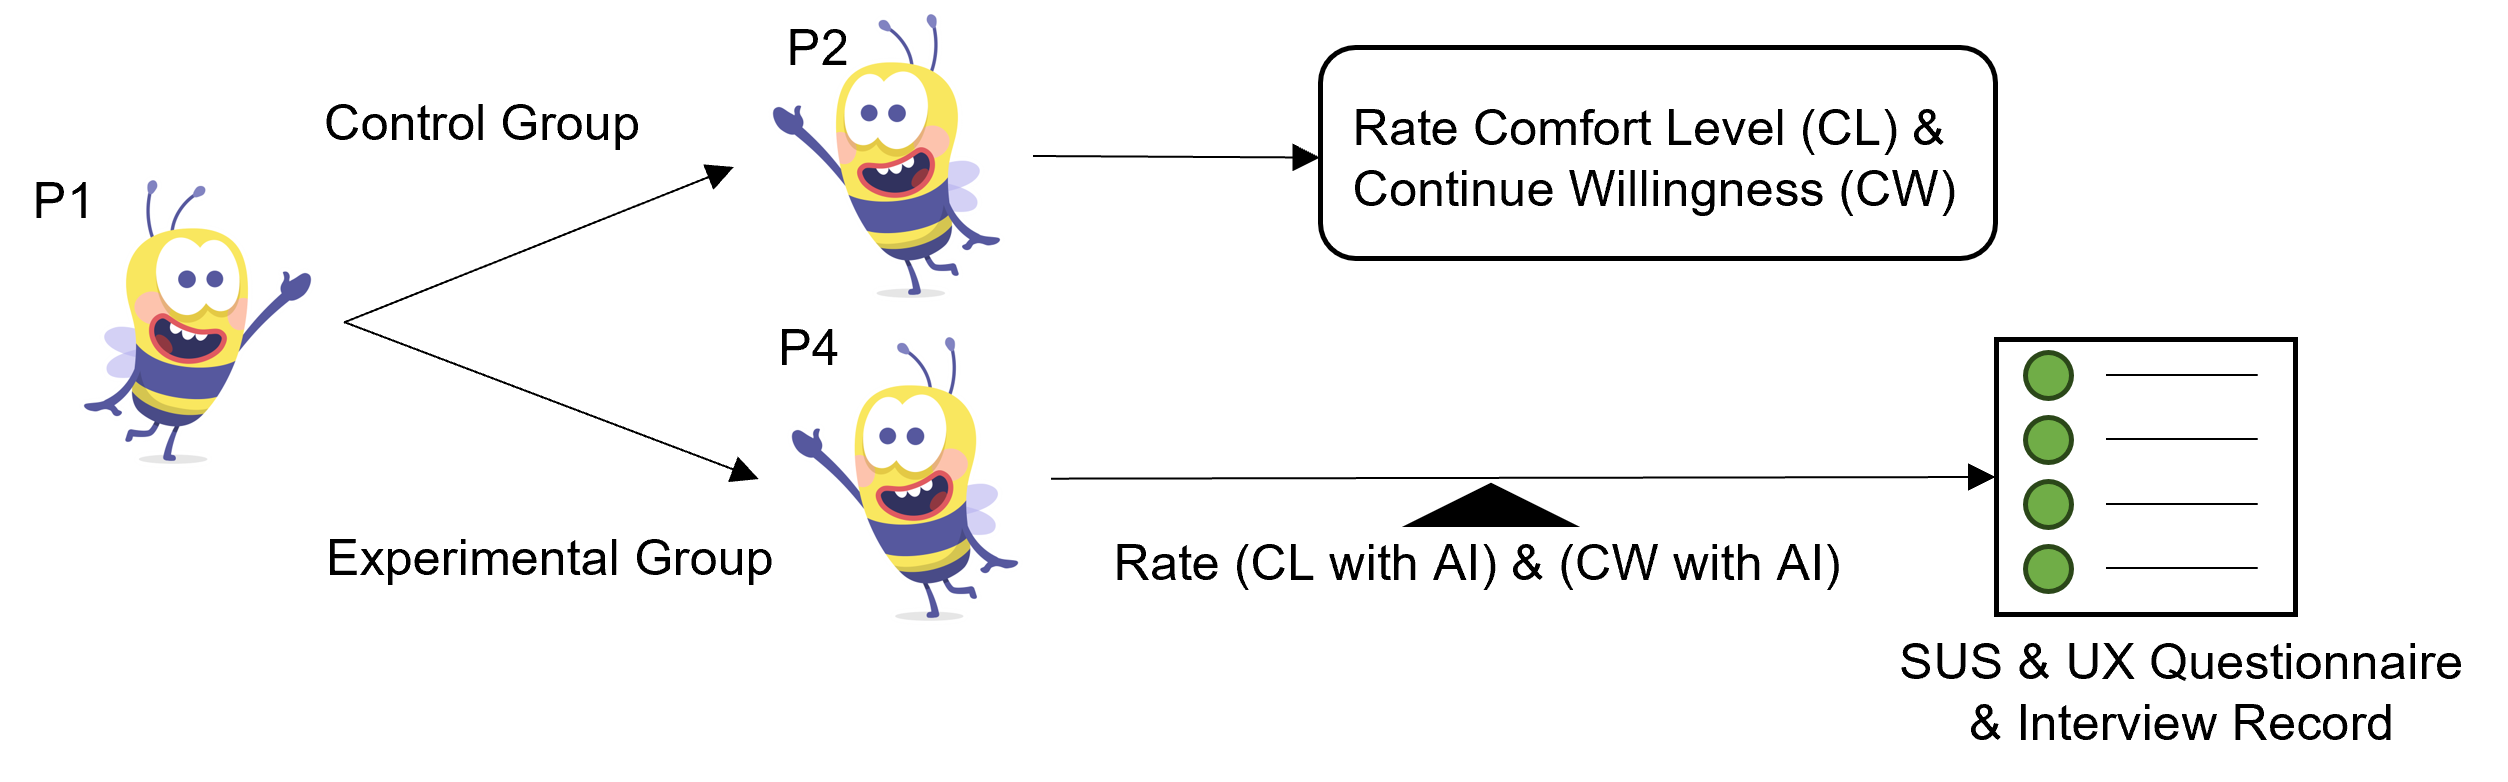 P1
Control Group
P2
Rate Comfort Level (CL) &
Continue Willingness (CW)
Experimental Group
P4
Rate (CL with AI) & (CW with AI)
SUS & UX Questionnaire
& Interview Record